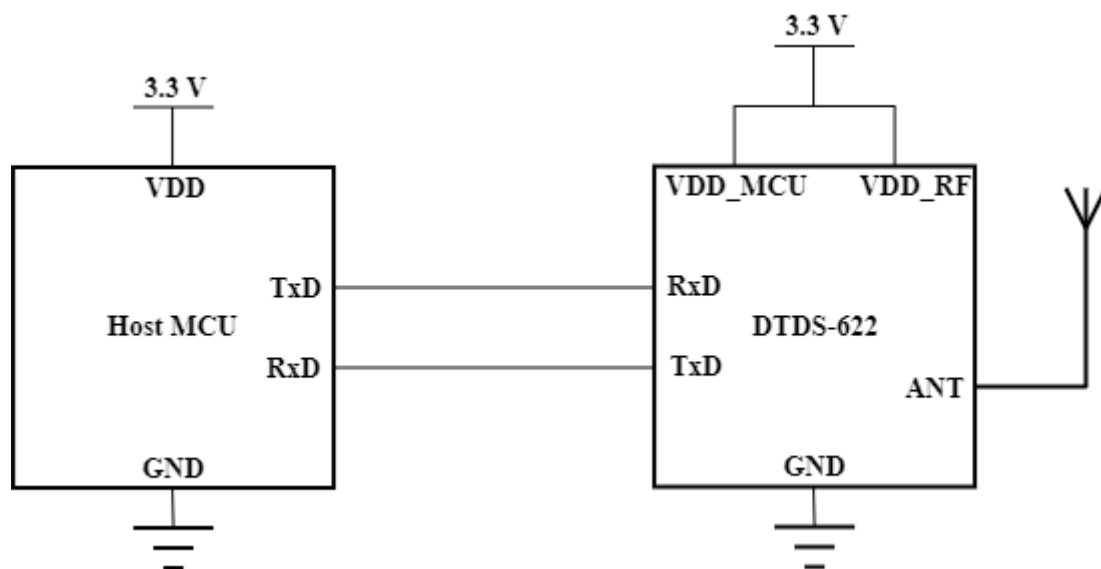 3.3 V
3.3 V
VDD
VDD_MCU VDD_RF
TxD
RxD
Host MCU
DTDS-622
RxD
TxD
ANT
GND
GND